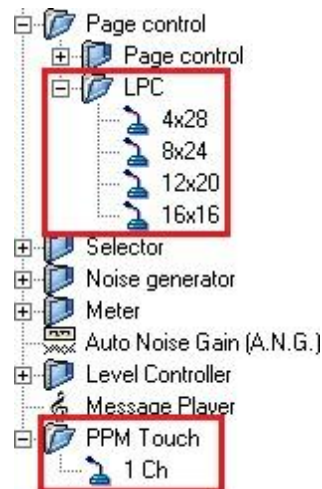 Page control
Page control
LPC
4x28
8x24
12x20
16x16
Selector
Noise generator
Meter
Auto Noise Gain (A.N.G.)
Level Controller
Message Player
PPM Touch
1 Ch